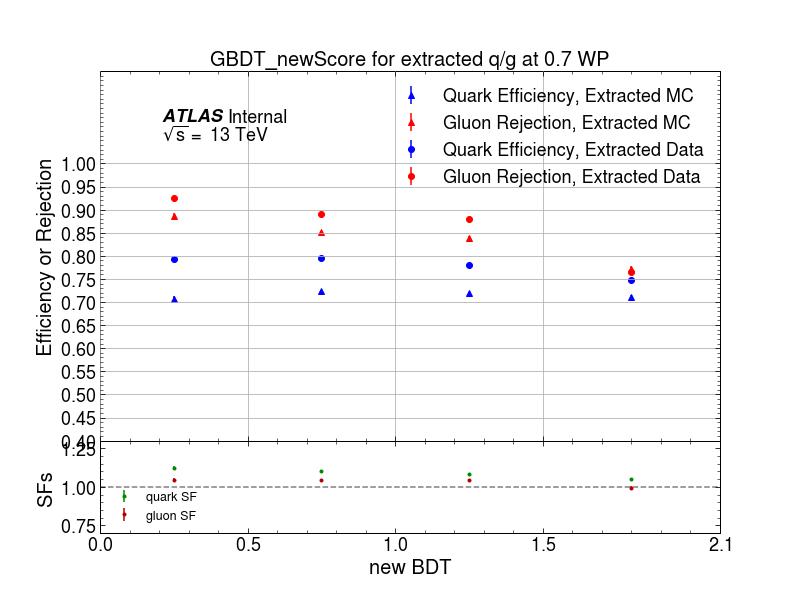 GBDT_newScore for extracted q/g at 0.7 WP
ATLAS Internal
√s = 13 TeV
Quark Efficiency, Extracted MC
Gluon Rejection, Extracted MC
Quark Efficiency, Extracted Data
Gluon Rejection, Extracted Data
Efficiency or Rejection
1.00
0.95
0.90
0.85
0.80
0.75
0.70
0.65
0.60
0.55
0.50
0.45
0.40
SFs
1.25
1.00
0.75
quark SF
gluon SF
0.0 0.5 1.0 1.5 2.1
new BDT